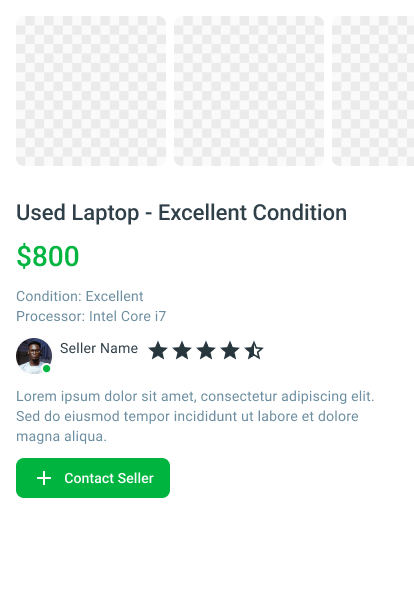 Used Laptop - Excellent Condition
$800
Condition: Excellent
Processor: Intel Core i7
Seller Name
Lorem ipsum dolor sit amet, consectetur adipiscing elit.
Sed do eiusmod tempor incididunt ut labore et dolore
magna aliqua.
Contact Seller